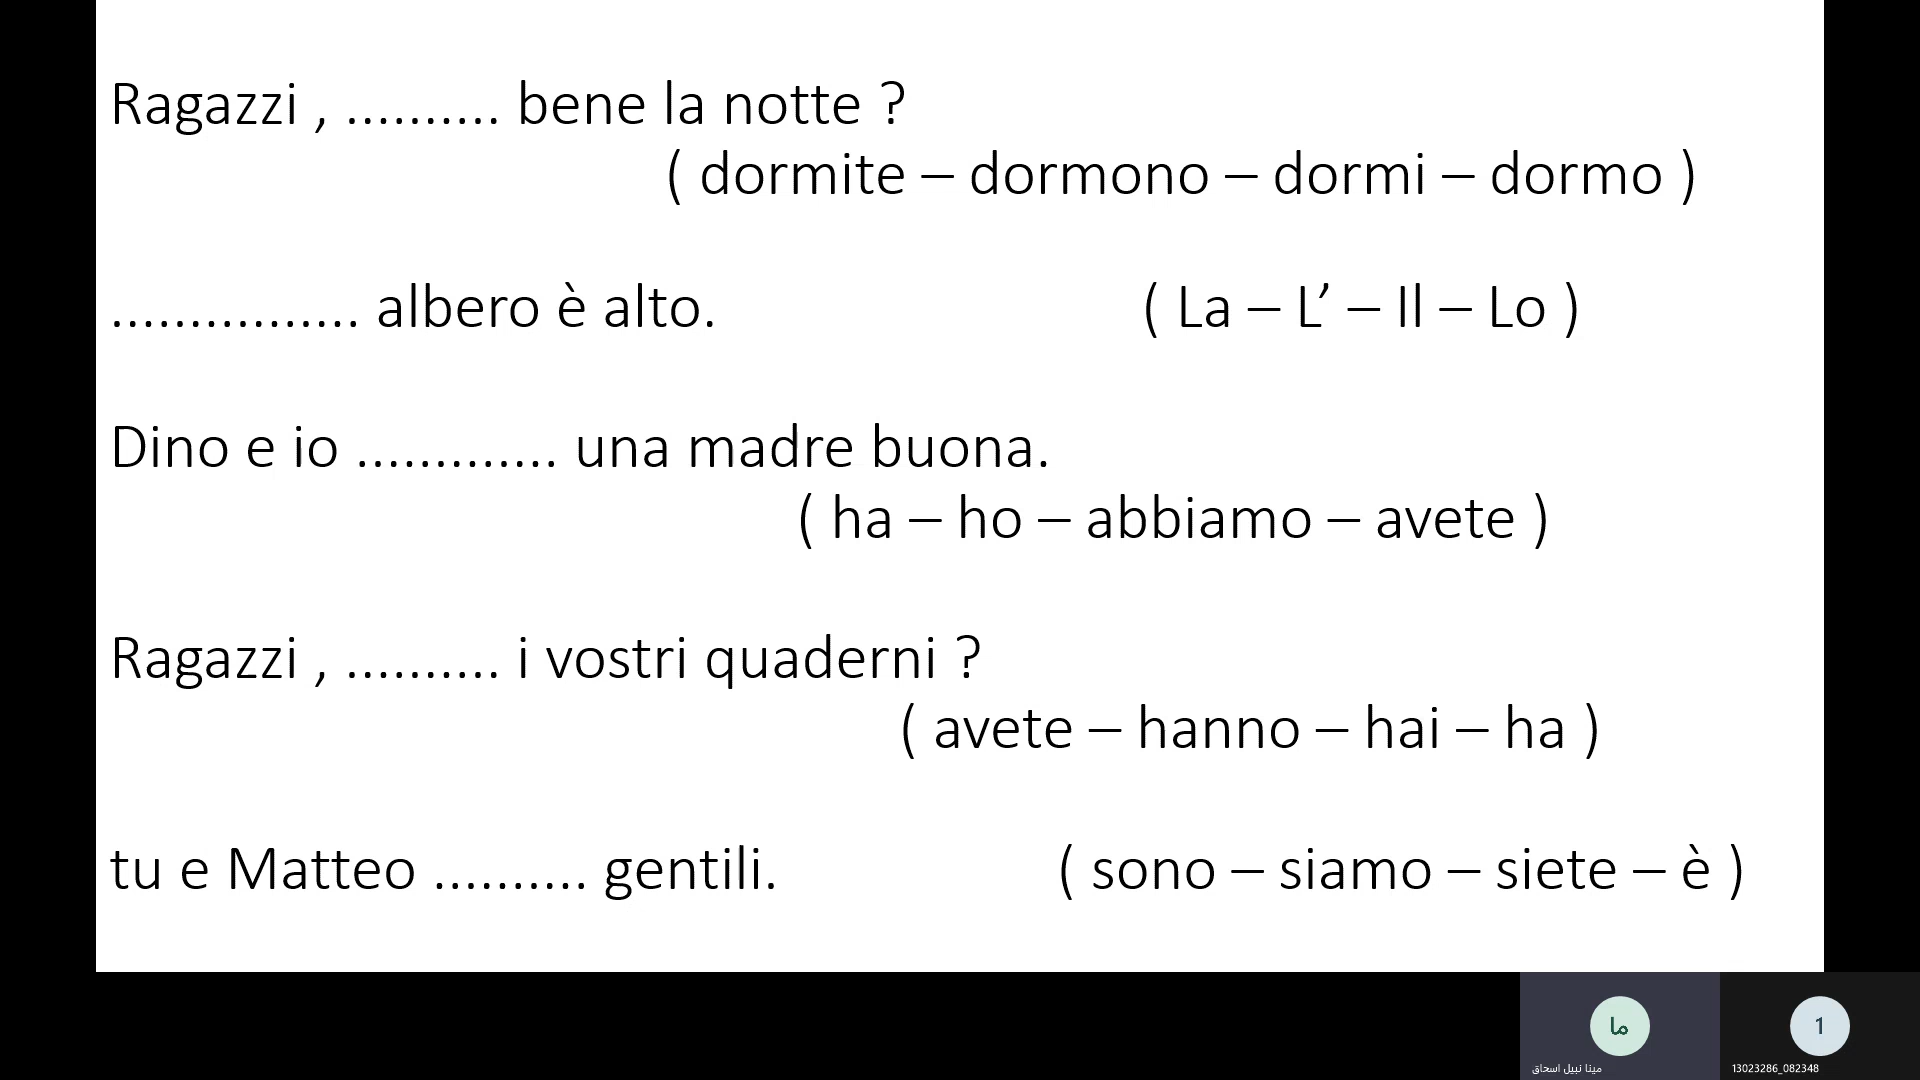 Ragazzi , .......... bene la notte ?
( dormite – dormono – dormi – dormo )
................ albero è alto. ( La – L’ – Il – Lo )
Dino e io ............. una madre buona.
( ha – ho – abbiamo – avete )
Ragazzi , .......... i vostri quaderni ?
( avete – hanno – hai – ha )
tu e Matteo .......... gentili. ( sono – siamo – siete – è )
ما
1
مينا نبيل اسحاق
13023286_082348